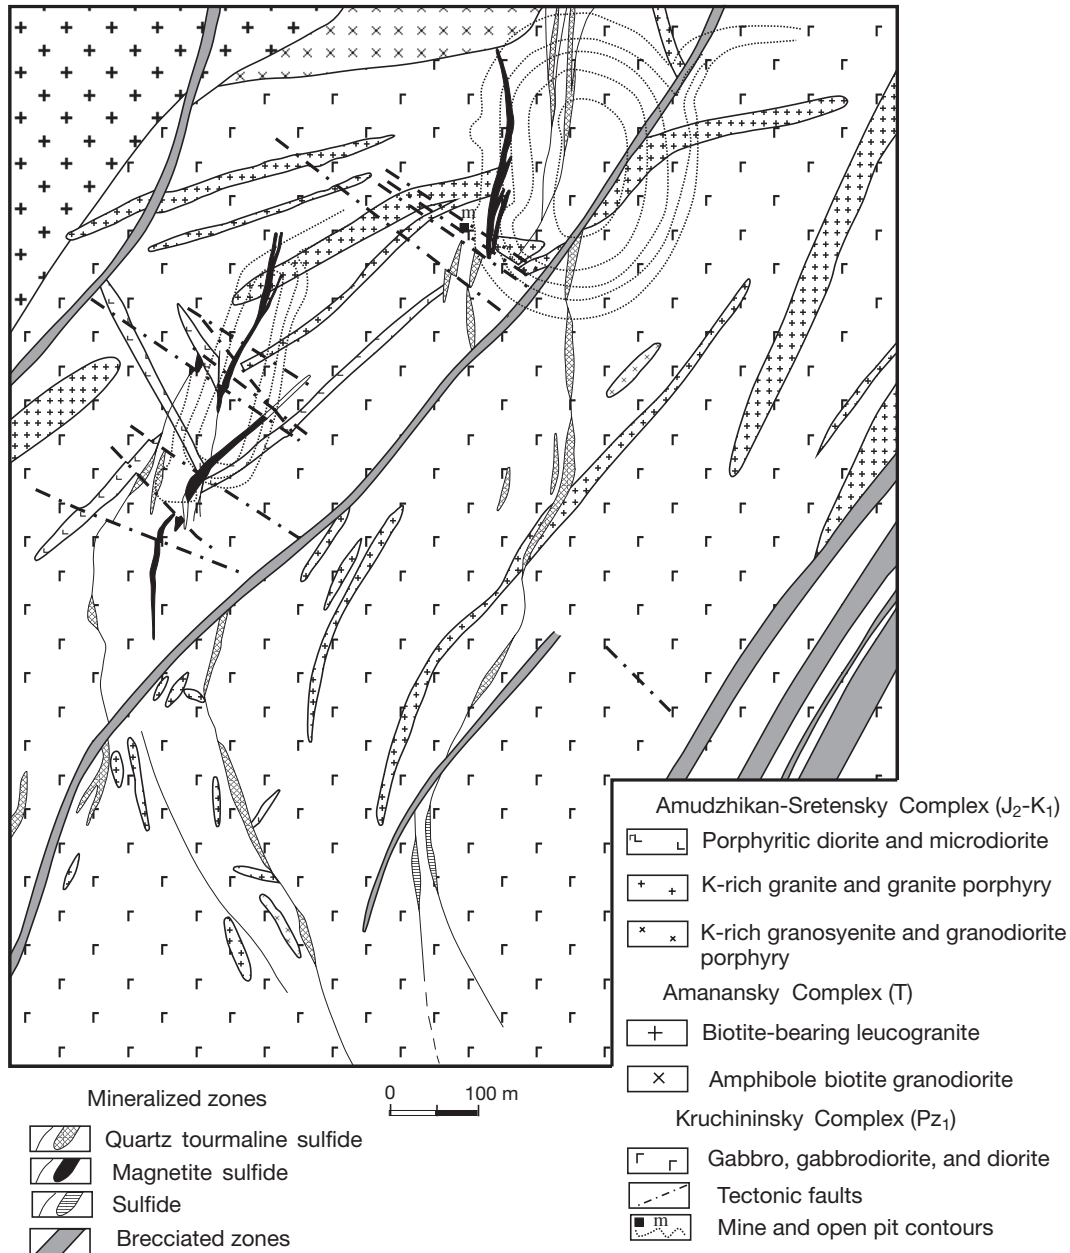 m
Amudzhikan-Sretensky Complex (J₂-K₁)
Porphyritic diorite and microdiorite
K-rich granite and granite porphyry
K-rich granosyenite and granodiorite
porphyry
Amanansky Complex (T)
Biotite-bearing leucogranite
Amphibole biotite granodiorite
Kruchininsky Complex (Pz₁)
Gabbro, gabbrodiorite, and diorite
Tectonic faults
m
Mine and open pit contours
0 100 m
Mineralized zones
Quartz tourmaline sulfide
Magnetite sulfide
Sulfide
Brecciated zones